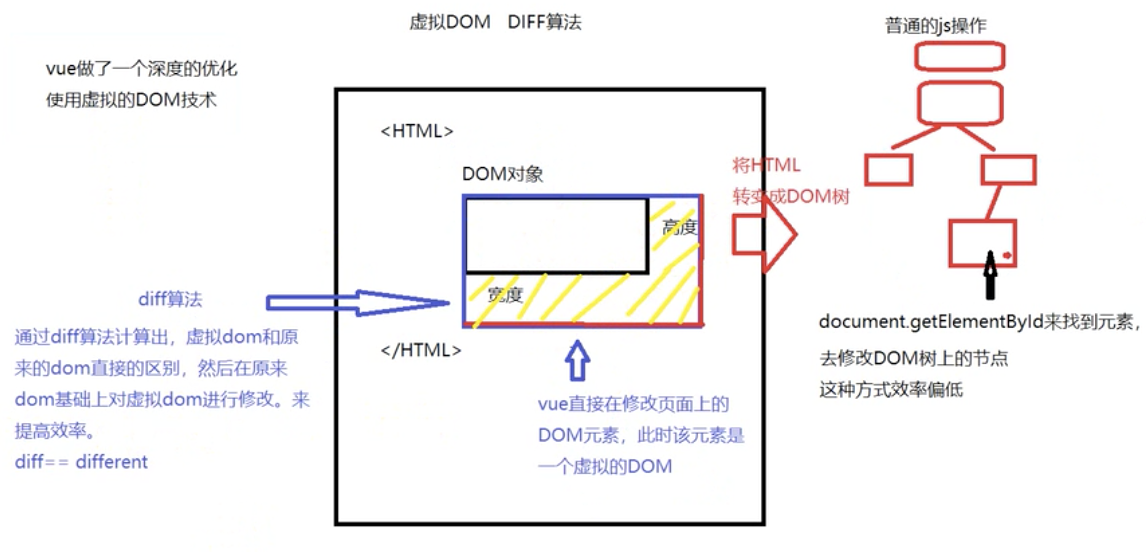 虚拟DOM DIFF算法
普通的js操作
vue做了一个深度的优化
使用虚拟的DOM技术
<HTML>
DOM对象
将HTML
转变成DOM树
高度
宽度
diff算法
通过diff算法计算出，虚拟dom和原
来的dom直接的区别，然后在原来
dom基础上对虚拟dom进行修改。来
提高效率。
diff== different
</HTML>
vue直接在修改页面上的
DOM元素，此时该元素是
一个虚拟的DOM
document.getElementById来找到元素，
去修改DOM树上的节点
这种方式效率偏低